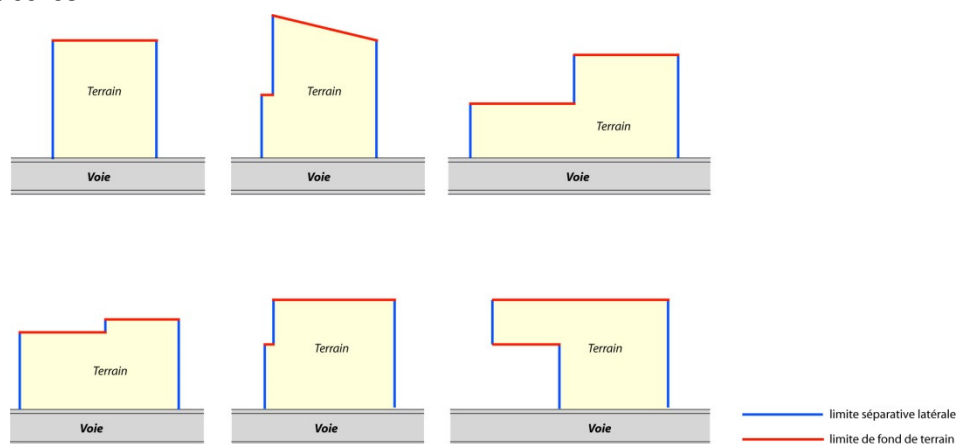 Terrain
Terrain
Terrain
Voie
Voie
Voie
Terrain
Terrain
Terrain
Voie
Voie
Voie
limite séparative latérale
limite de fond de terrain